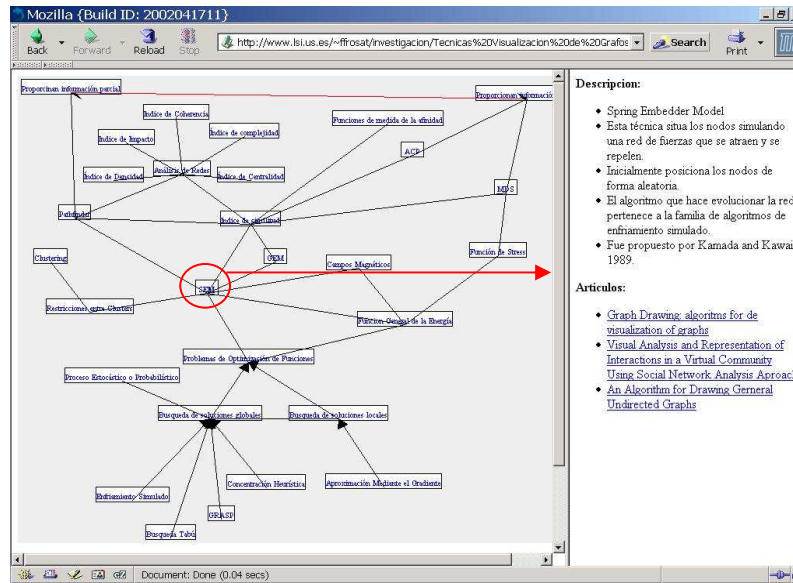 Mozilla {Build ID: 2002041711}
Back
Forward
Reload
Stop
http://www.lsi.us.es/~ffrosat/investigacion/Tecnicas%20Visualizacion%20de%20Grafos
Search
Print
Proporcinan información parcial
Proporcionan informació
Índice de Coherencia
Funciones de medida de la afinidad
Índice de complejidad
Índice de Impacto
ACP
Análisis de Redes
Índice de Densidad
Índice de Centralidad
MDS
Pathfinder
Índice de similitud
Función de Stress
Clustering
GEM
Campos Magnéticos
SEM
Restricciones entre Clusters
Funcion General de la Energía
Problemas de Optimización de Funciones
Proceso Estocástico o Probabilístico
Busqueda de soluciones globales
Busqueda de soluciones locales
Concentración Heurística
Aproximación Mediante el Gradiente
Enfriamiento Simulado
GRASP
Busqueda Tabú
Descripcion:
Spring Embedder Model
Esta técnica situa los nodos simulando
una red de fuerzas que se atraen y se
repelen.
Inicialmente posiciona los nodos de
forma aleatoria.
El algoritmo que hace evolucionar la red
pertenece a la familia de algoritmos de
enfriamiento simulado.
Fue propuesto por Kamada and Kawai
1989.
Articulos:
Graph Drawing: algoritms for de
visualization of graphs
Visual Analysis and Representation of
Interactions in a Virtual Community
Using Social Network Analysis Aproach
An Algorithm for Drawing Gerneral
Undirected Graphs
Document: Done (0.04 secs)